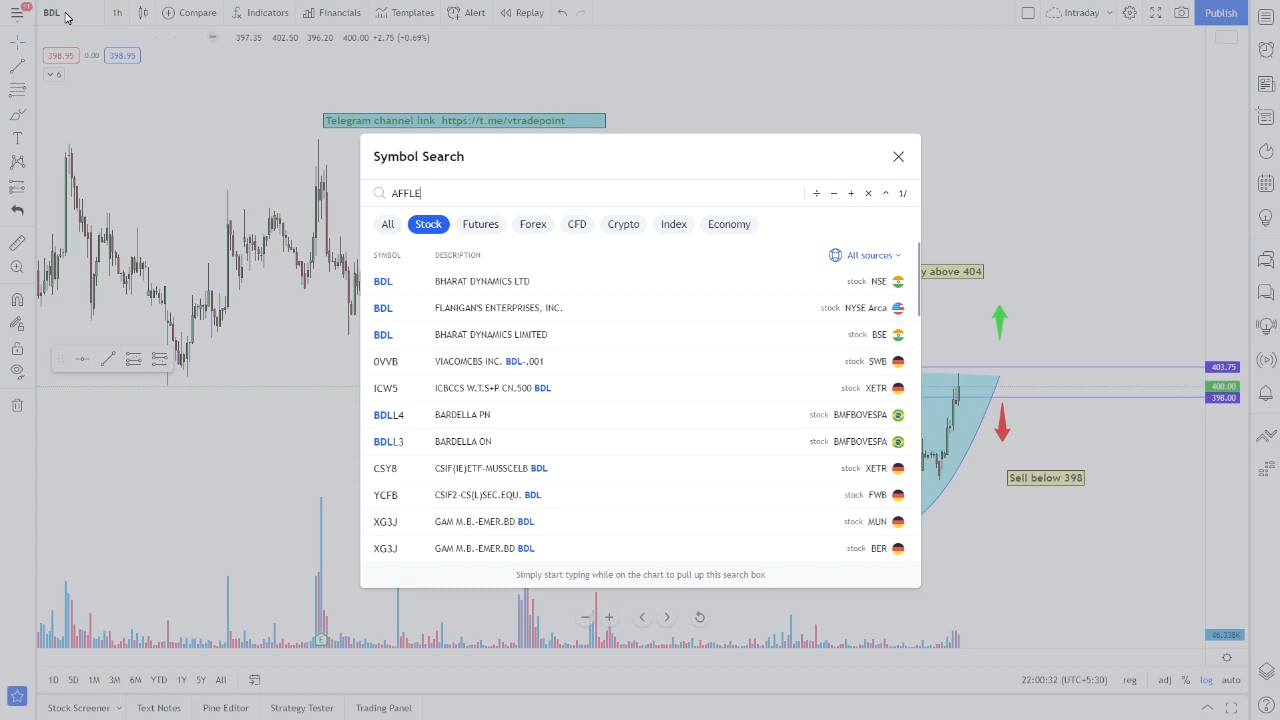 11
BDL
1h
Compare
Indicators
Financials
Templates
Alert
Replay
Intraday
Publish
397.35 402.50 396.20 400.00 +2.75 (+0.69%)
398.95 0.00 398.95
6
Telegram channel link https://t.me/vtradepoint
Symbol Search
AFFLE
÷ − + × ^ 1/
All Stock Futures Forex CFD Crypto Index Economy
SYMBOL DESCRIPTION All sources
BDL BHARAT DYNAMICS LTD stock NSE
BDL FLANIGAN'S ENTERPRISES, INC. stock NYSE Arca
BDL BHARAT DYNAMICS LIMITED stock BSE
0VVB VIACOMCBS INC. BDL-,001 stock SWB
ICW5 ICBCCS W.T.S+P CN.500 BDL stock XETR
BDLL4 BARDELLA PN stock BMFBOVESPA
BDLL3 BARDELLA ON stock BMFBOVESPA
CSY8 CSIF(IE)ETF-MUSSCELB BDL stock XETR
YCFB CSIF2-CS(L)SEC.EQU. BDL stock FWB
XG3J GAM M.B.-EMER.BD BDL stock MUN
XG3J GAM M.B.-EMER.BD BDL stock BER
Simply start typing while on the chart to pull up this search box
y above 404
403.75
400.00
398.00
Sell below 398
46.338K
E
1D 5D 1M 3M 6M YTD 1Y 5Y All
22:00:32 (UTC+5:30) reg adj % log auto
Stock Screener Text Notes Pine Editor Strategy Tester Trading Panel